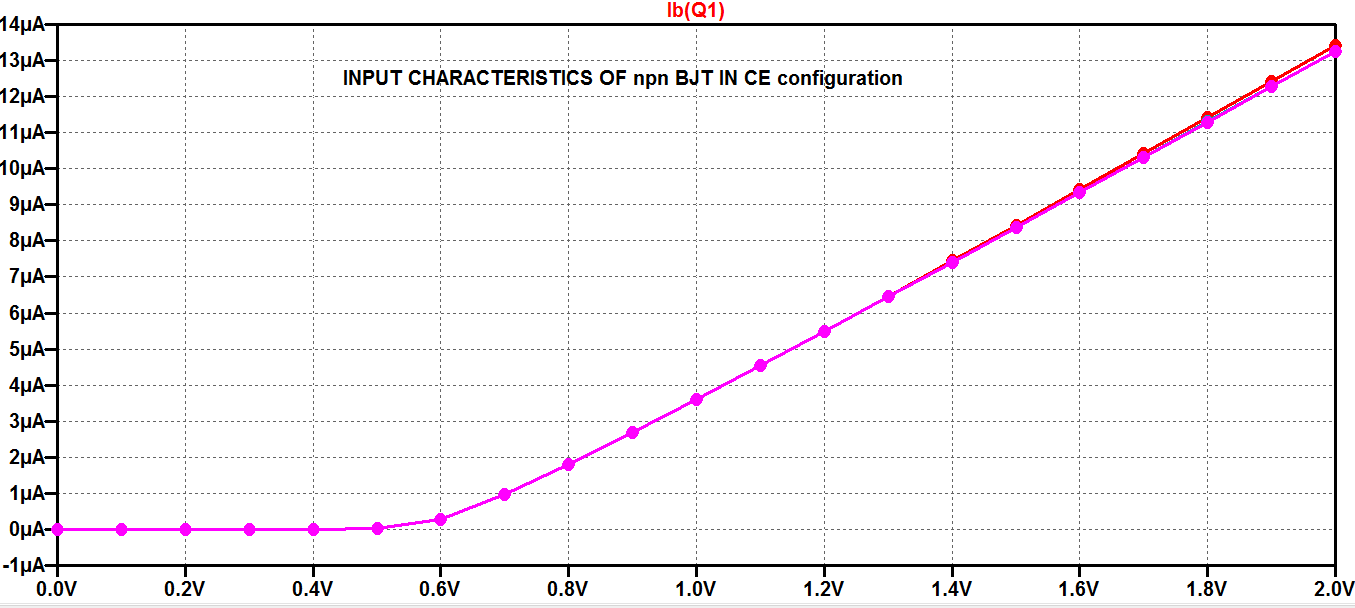 Ib(Q1)
14µA
INPUT CHARACTERISTICS OF npn BJT IN CE configuration
13µA
12µA
11µA
10µA
9µA
8µA
7µA
6µA
5µA
4µA
3µA
2µA
1µA
0µA
-1µA
0.0V 0.2V 0.4V 0.6V 0.8V 1.0V 1.2V 1.4V 1.6V 1.8V 2.0V